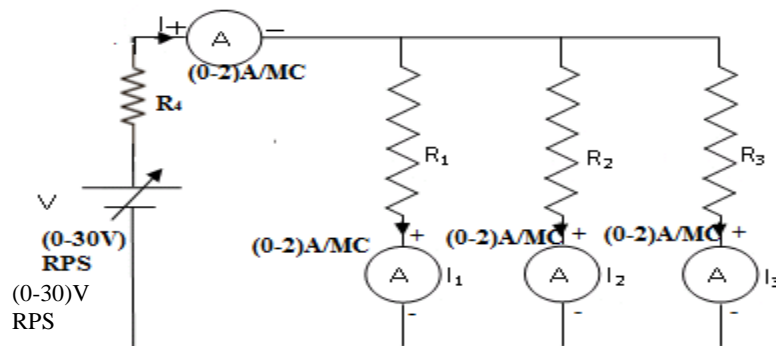 I+
A
−
(0-2)A/MC
R4
R1
R2
R3
V
(0-30V)
RPS
(0-30)V
RPS
(0-2)A/MC
+
(0-2)A/MC
+
(0-2)A/MC
+
A
I1
A
I2
A
I3
-
-
-